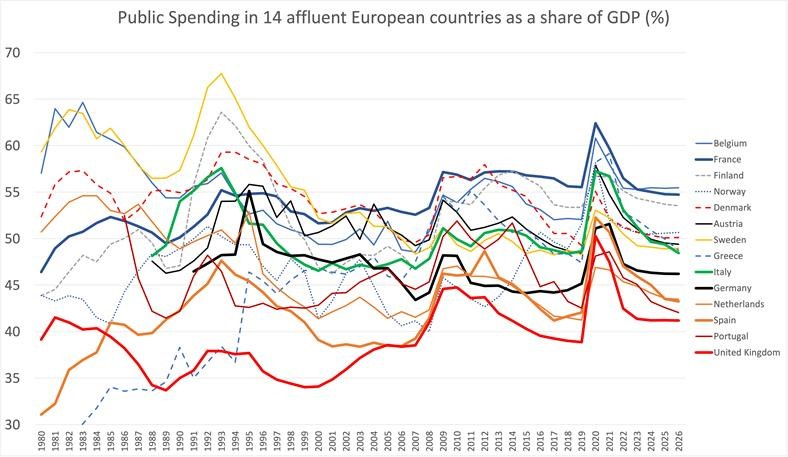 Public Spending in 14 affluent European countries as a share of GDP (%)
70
65
60
55
50
45
40
35
30
1980 1981 1982 1983 1984 1985 1986 1987 1988 1989 1990 1991 1992 1993 1994 1995 1996 1997 1998 1999 2000 2001 2002 2003 2004 2005 2006 2007 2008 2009 2010 2011 2012 2013 2014 2015 2016 2017 2018 2019 2020 2021 2022 2023 2024 2025 2026
Belgium
France
Finland
Norway
Denmark
Austria
Sweden
Greece
Italy
Germany
Netherlands
Spain
Portugal
United Kingdom